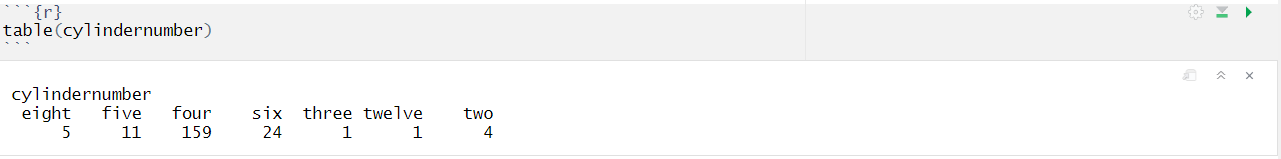 ```{r}
table(cylindernumber)
```
cylindernumber
eight five four six three twelve two
5 11 159 24 1 1 4